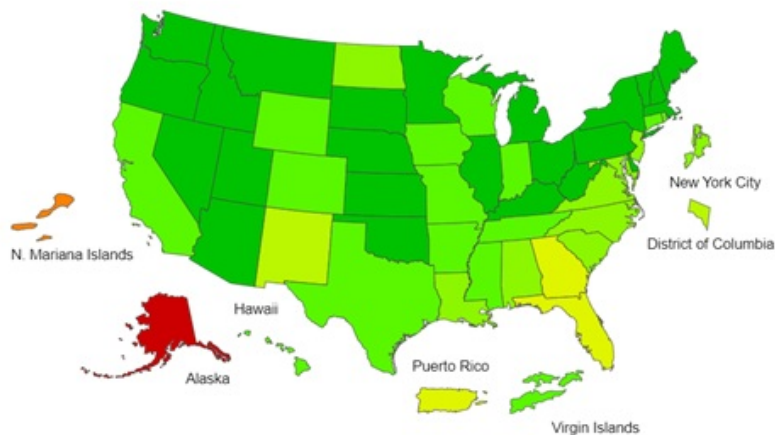 New York City
District of Columbia
N. Mariana Islands
Hawaii
Alaska
Puerto Rico
Virgin Islands